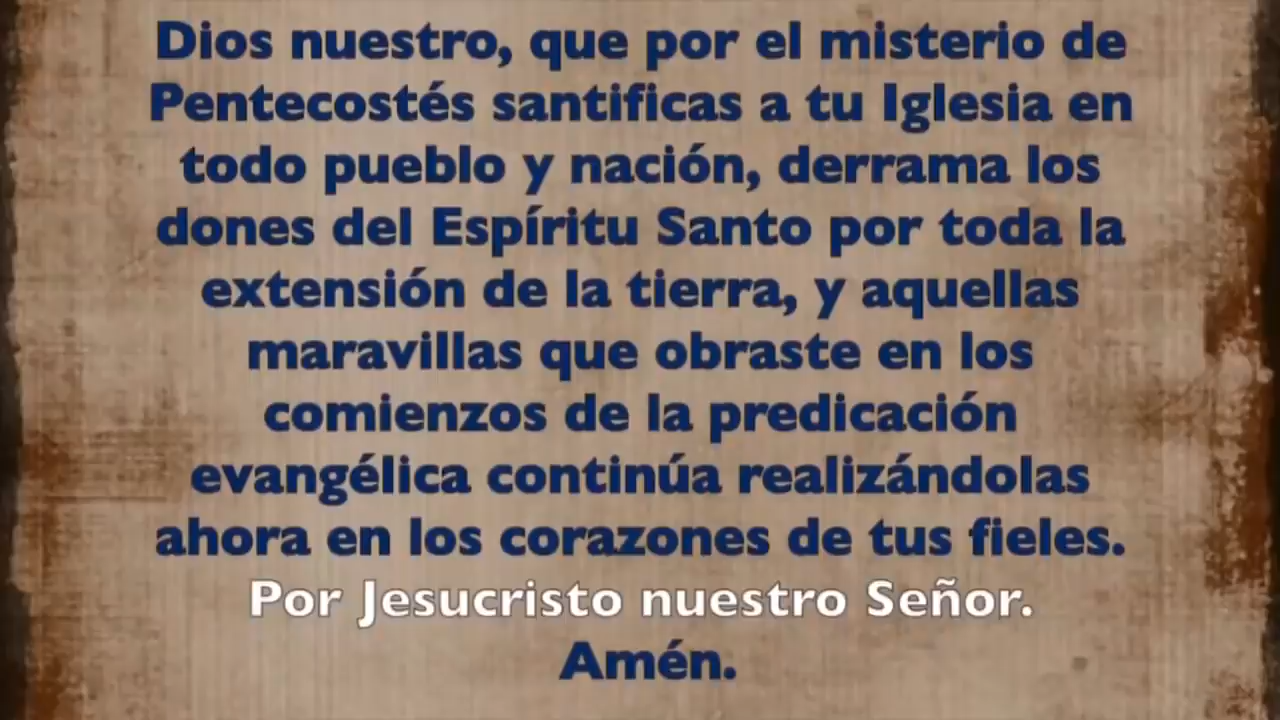 Dios nuestro, que por el misterio de
Pentecostés santificas a tu Iglesia en
todo pueblo y nación, derrama los
dones del Espíritu Santo por toda la
extensión de la tierra, y aquellas
maravillas que obraste en los
comienzos de la predicación
evangélica continúa realizándolas
ahora en los corazones de tus fieles.
Por Jesucristo nuestro Señor.
Amén.